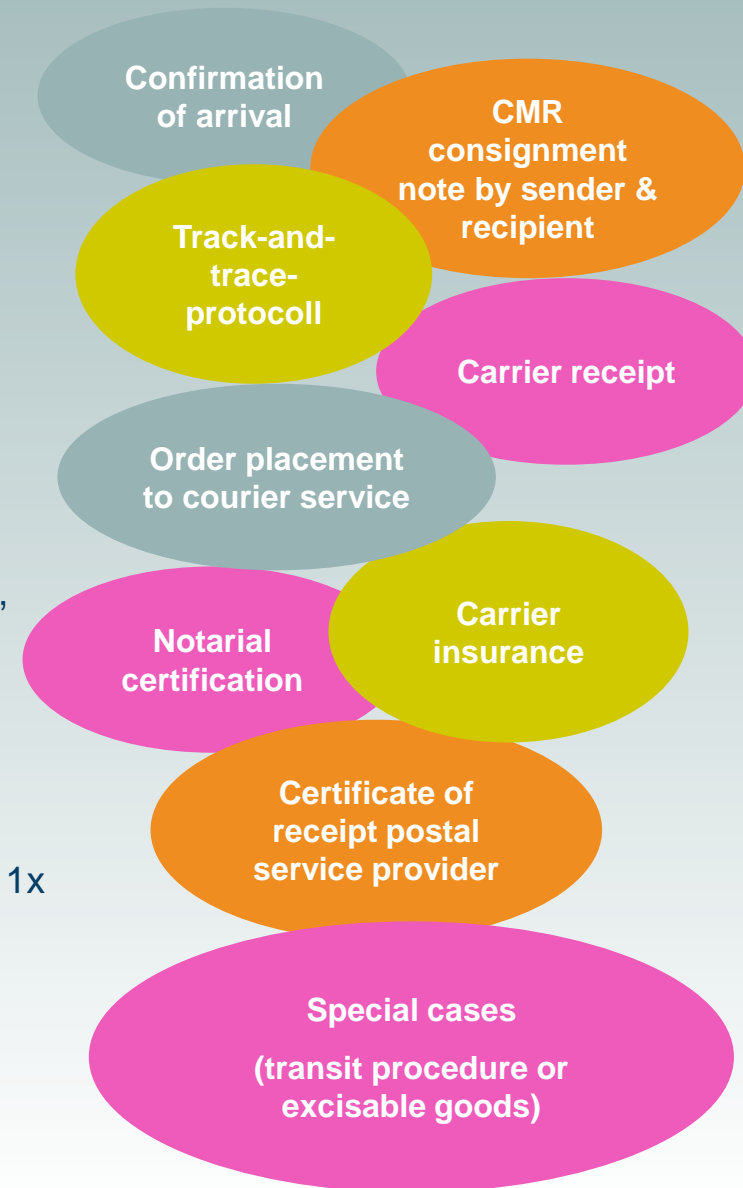 Confirmation
of arrival
CMR
consignment
note by sender &
recipient
Track-and-
trace-
protocoll
Carrier receipt
Order placement
to courier service
,
Notarial
certification
Carrier
insurance
Certificate of
receipt postal
service provider
1x
Special cases
(transit procedure or
excisable goods)